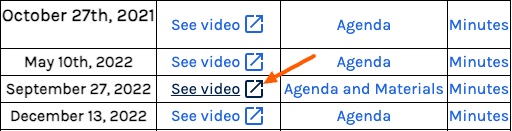 October 27th, 2021 See video Agenda Minutes
May 10th, 2022 See video Agenda Minutes
September 27, 2022 See video Agenda and Materials Minutes
December 13, 2022 See video Agenda Minutes